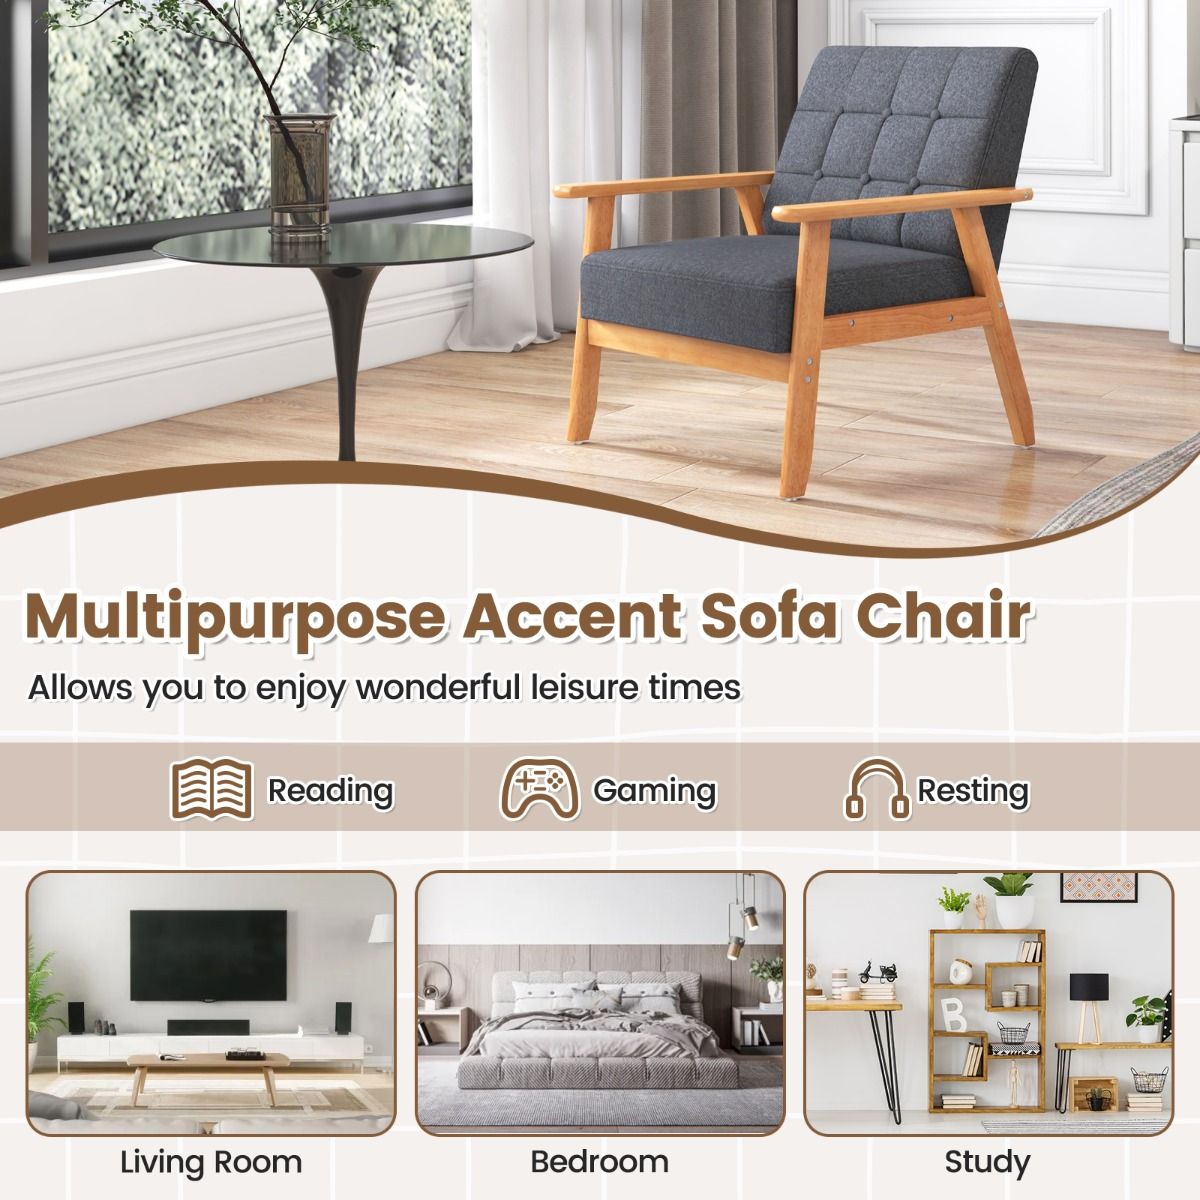 Multipurpose Accent Sofa Chair
Allows you to enjoy wonderful leisure times
Reading
Gaming
Resting
B
Living Room
Bedroom
Study